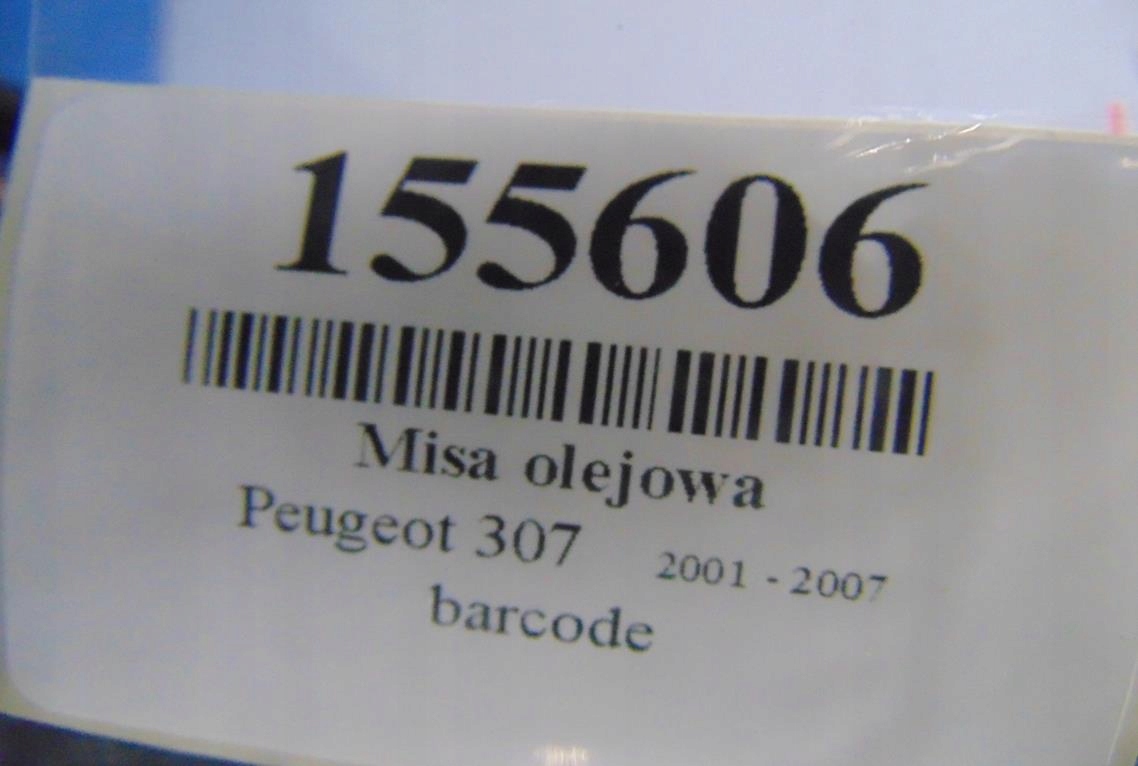 155606
Misa olejowa
Peugeot 307 2001 - 2007
barcode